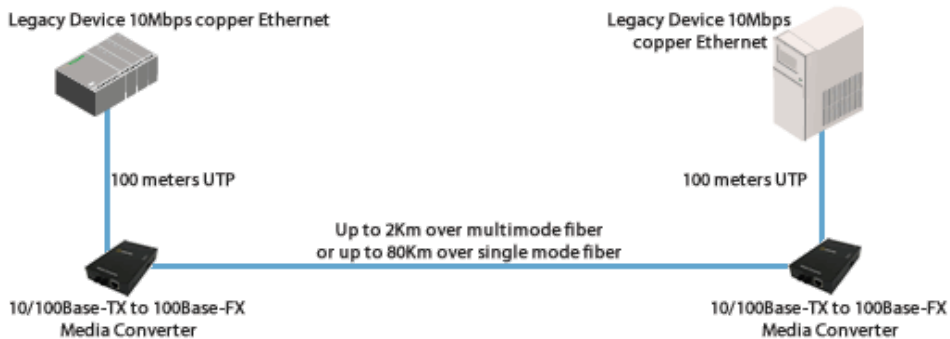 Legacy Device 10Mbps copper Ethernet
Legacy Device 10Mbps
copper Ethernet
100 meters UTP
100 meters UTP
Up to 2Km over multimode fiber
or up to 80Km over single mode fiber
10/100Base-TX to 100Base-FX
Media Converter
10/100Base-TX to 100Base-FX
Media Converter